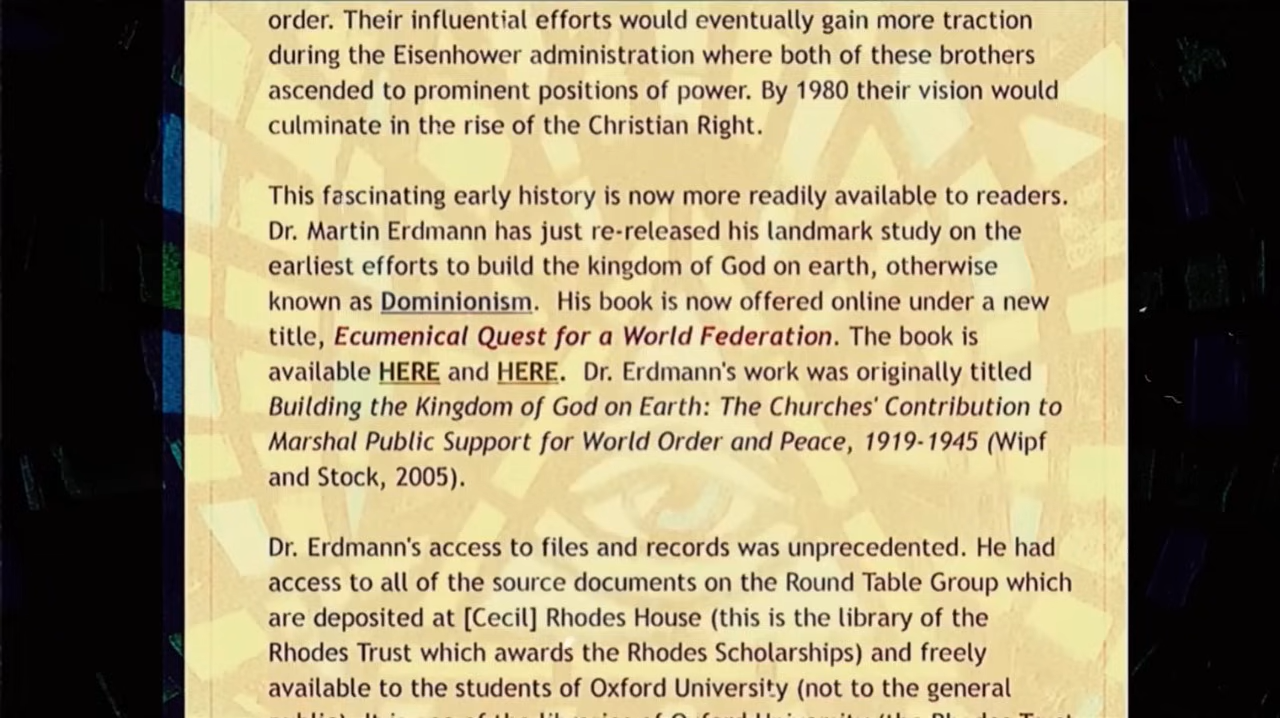 order. Their influential efforts would eventually gain more traction
during the Eisenhower administration where both of these brothers
ascended to prominent positions of power. By 1980 their vision would
culminate in the rise of the Christian Right.
This fascinating early history is now more readily available to readers.
Dr. Martin Erdmann has just re-released his landmark study on the
earliest efforts to build the kingdom of God on earth, otherwise
known as Dominionism. His book is now offered online under a new
title, Ecumenical Quest for a World Federation. The book is
available HERE and HERE. Dr. Erdmann's work was originally titled
Building the Kingdom of God on Earth: The Churches' Contribution to
Marshal Public Support for World Order and Peace, 1919-1945 (Wipf
and Stock, 2005).
Dr. Erdmann's access to files and records was unprecedented. He had
access to all of the source documents on the Round Table Group which
are deposited at [Cecil] Rhodes House (this is the library of the
Rhodes Trust which awards the Rhodes Scholarships) and freely
available to the students of Oxford University (not to the general